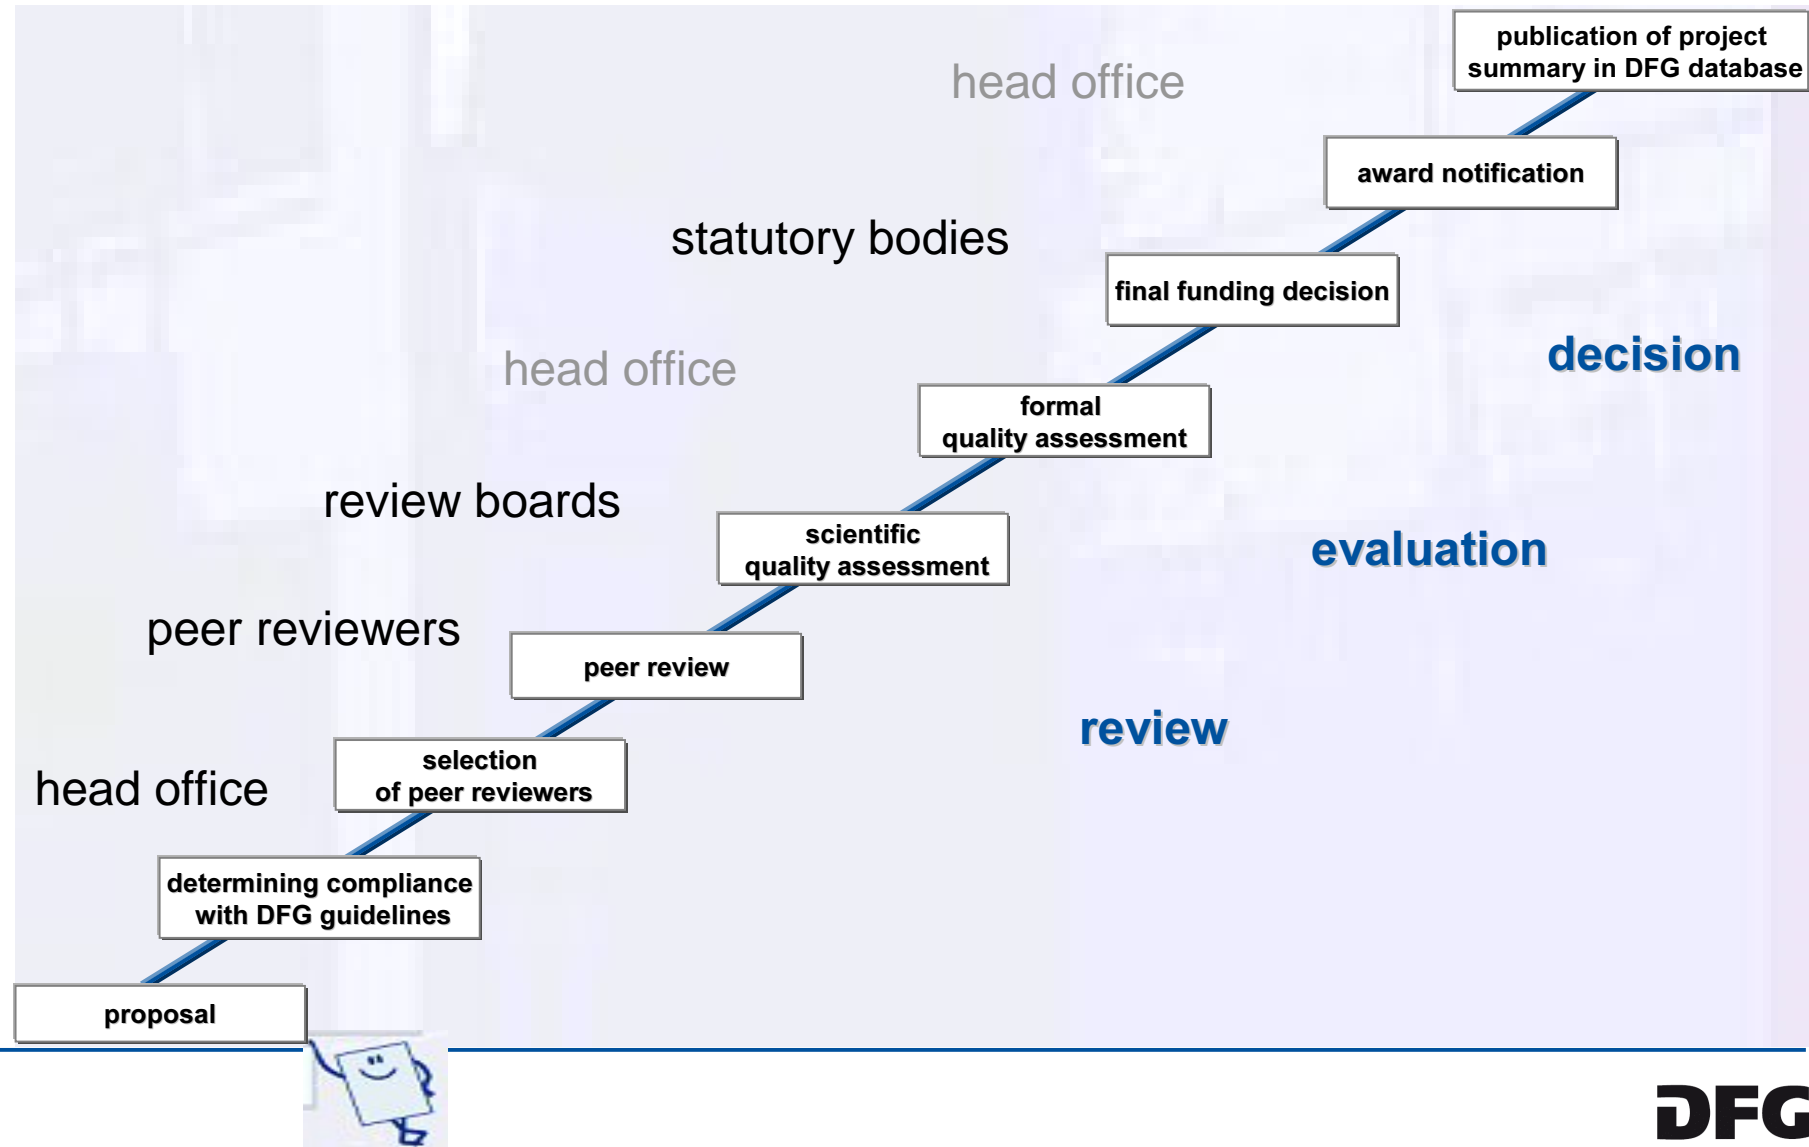 publication of project
summary in DFG database
head office
award notification
statutory bodies
final funding decision
decision
head office
formal
quality assessment
review boards
scientific
quality assessment
evaluation
peer reviewers
peer review
review
selection
of peer reviewers
head office
determining compliance
with DFG guidelines
proposal
DFG